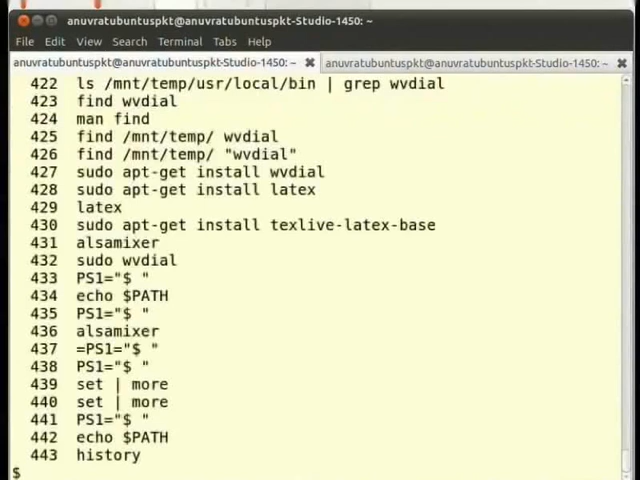 anuvratubuntuspkt@anuvratubuntuspkt-Studio-1450: ~
File Edit View Search Terminal Tabs Help
anuvratubuntuspkt@anuvratubuntuspkt-Studio-1450: ~ anuvratubuntuspkt@anuvratubuntuspkt-Studio-1450: ~
422 ls /mnt/temp/usr/local/bin | grep wvdial
423 find wvdial
424 man find
425 find /mnt/temp/ wvdial
426 find /mnt/temp/ "wvdial"
427 sudo apt-get install wvdial
428 sudo apt-get install latex
429 latex
430 sudo apt-get install texlive-latex-base
431 alsamixer
432 sudo wvdial
433 PS1="$ "
434 echo $PATH
435 PS1="$ "
436 alsamixer
437 =PS1="$ "
438 PS1="$ "
439 set | more
440 set | more
441 PS1="$ "
442 echo $PATH
443 history
$